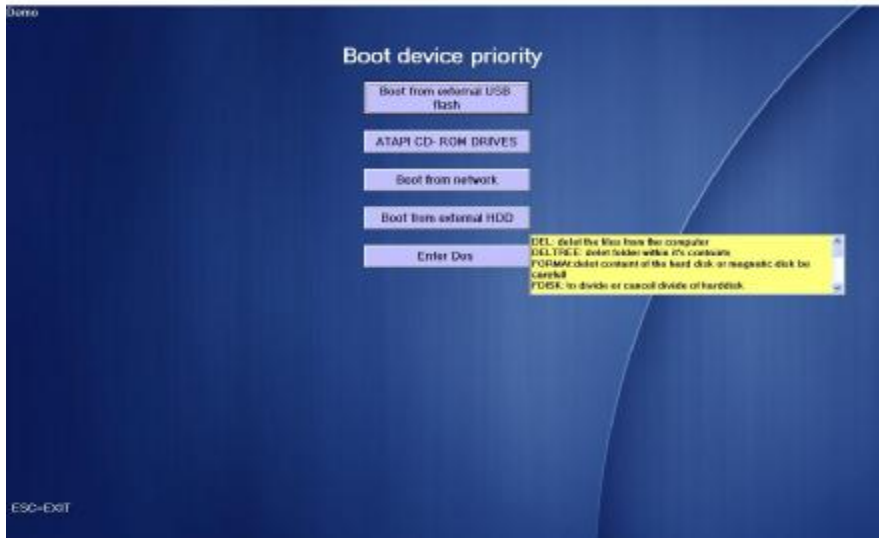 Demo
Boot device priority
Boot from external USB
flash
ATAPI CD- ROM DRIVES
Boot from network
Boot from external HDD
Enter Dos
DEL: delet the files from the computer
DELTREE: delet folder within it's contents
FORMAt:delet contant of the hard disk or magnetic disk be
carefull
FDISK: to divide or cancell divide of harddisk
ESC=EXIT